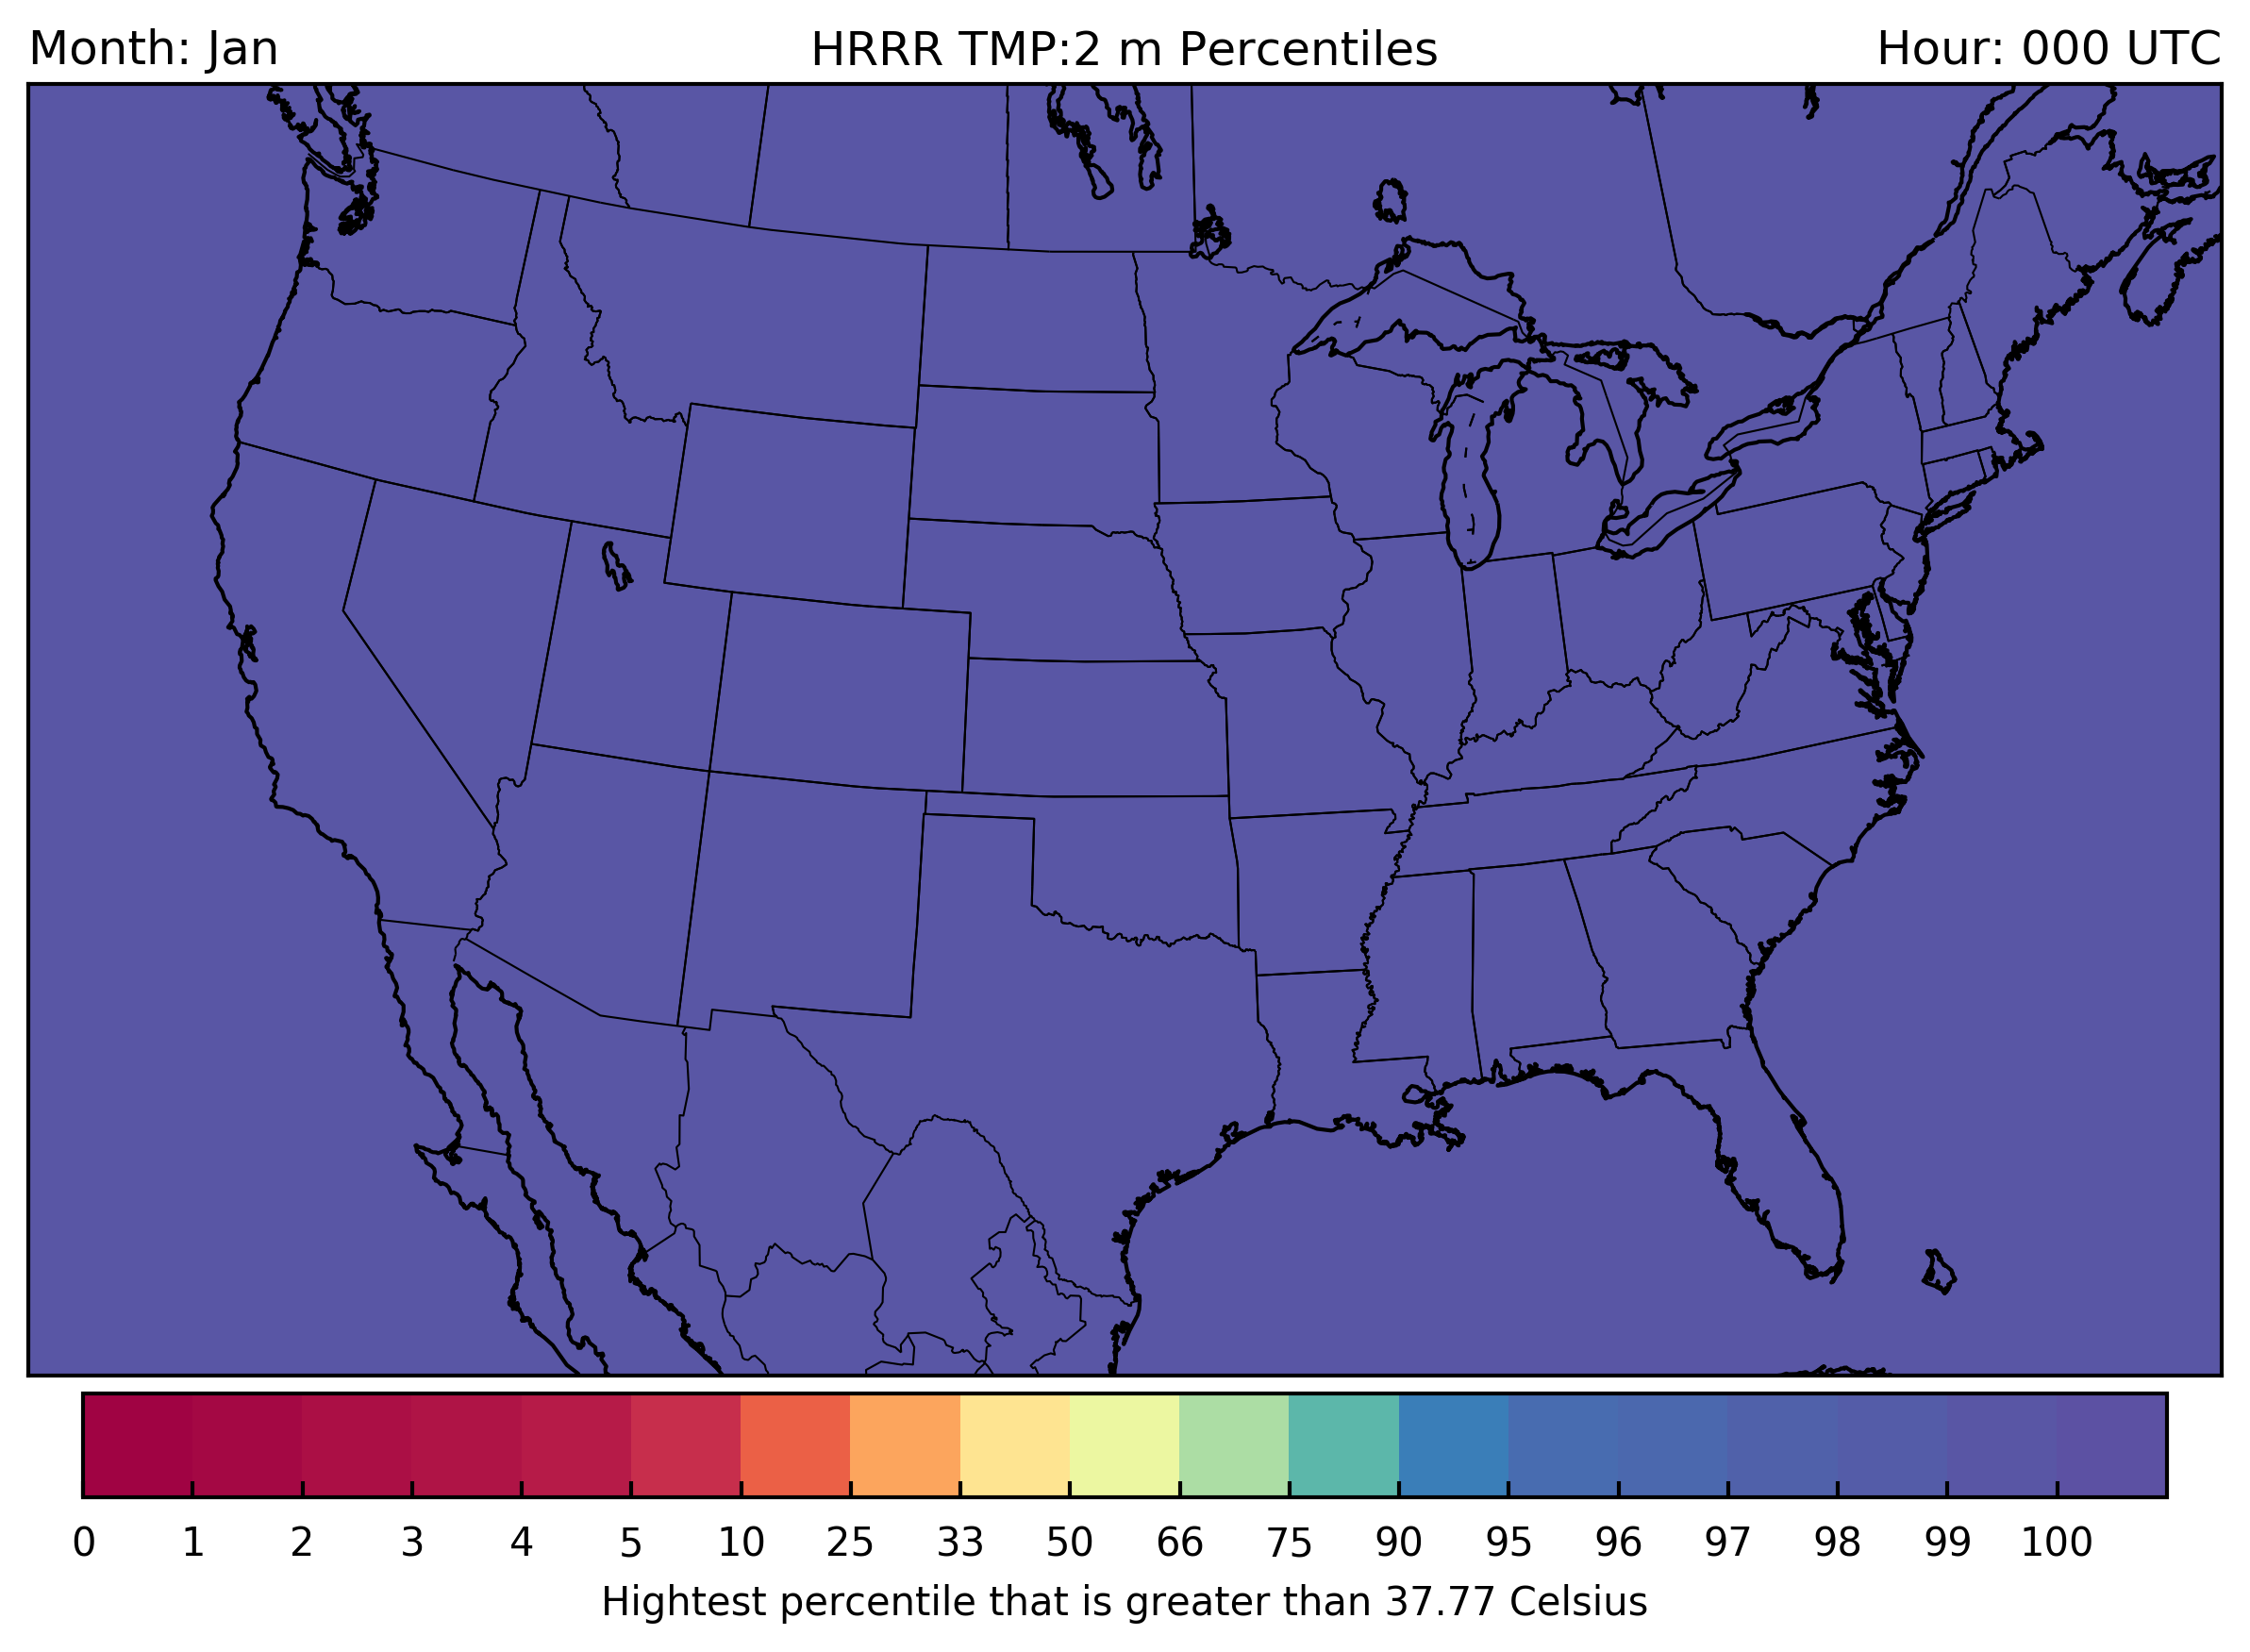 Month: Jan
HRRR TMP:2 m Percentiles
Hour: 000 UTC
0 1 2 3 4 5 10 25 33 50 66 75 90 95 96 97 98 99 100
Hightest percentile that is greater than 37.77 Celsius